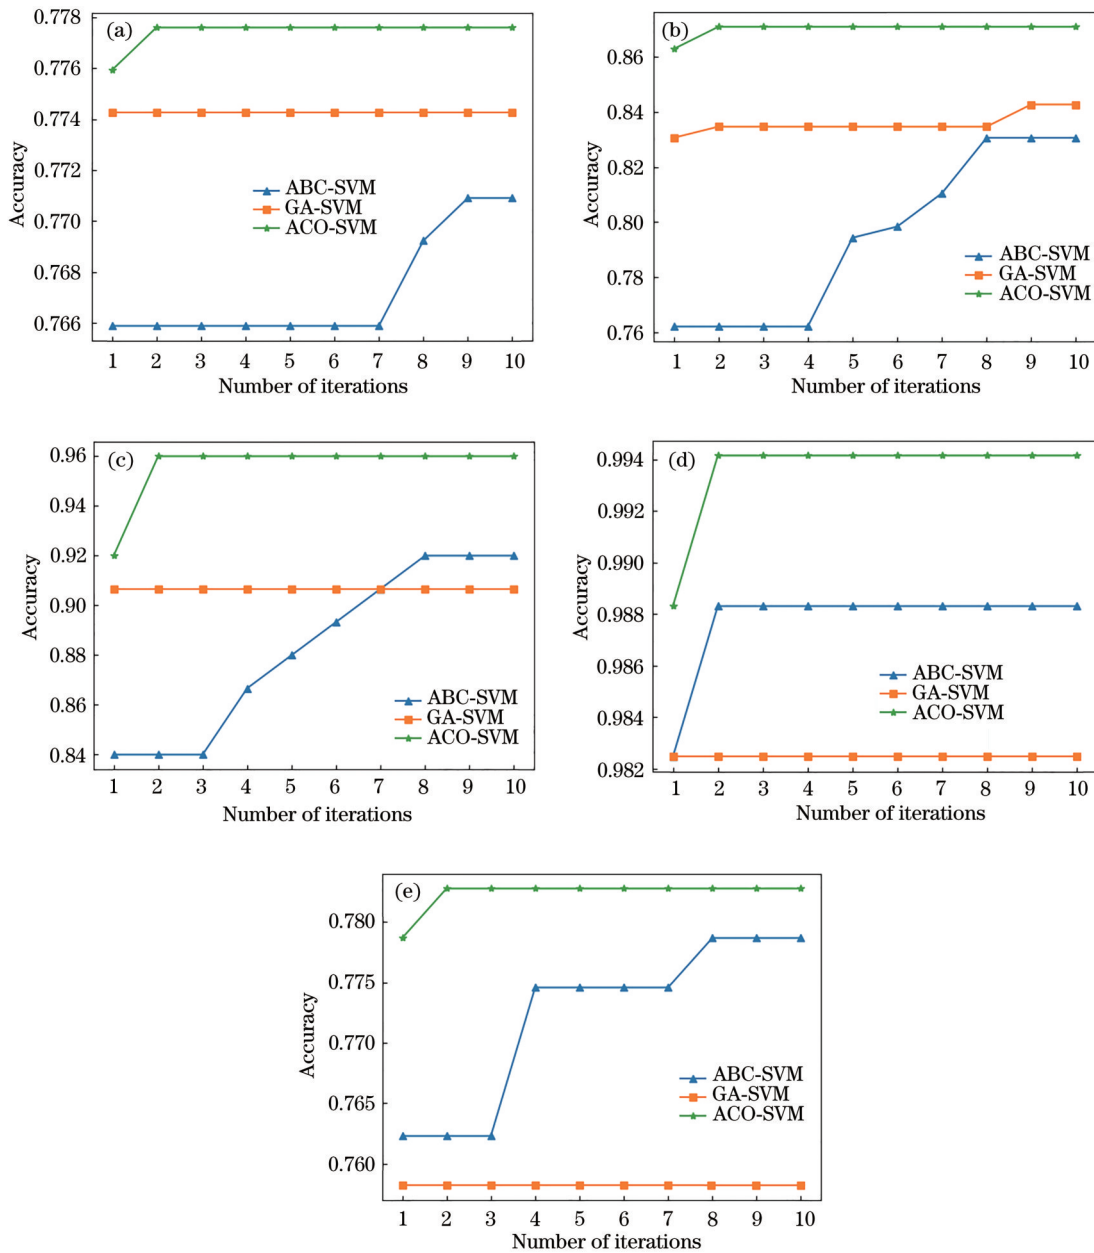 (a)
0.778
0.776
0.774
0.772
0.770
0.768
0.766
Accuracy
ABC-SVM
GA-SVM
ACO-SVM
1 2 3 4 5 6 7 8 9 10
Number of iterations
(b)
0.86
0.84
0.82
0.80
0.78
0.76
Accuracy
ABC-SVM
GA-SVM
ACO-SVM
1 2 3 4 5 6 7 8 9 10
Number of iterations
(c)
0.96
0.94
0.92
0.90
0.88
0.86
0.84
Accuracy
ABC-SVM
GA-SVM
ACO-SVM
1 2 3 4 5 6 7 8 9 10
Number of iterations
(d)
0.994
0.992
0.990
0.988
0.986
0.984
0.982
Accuracy
ABC-SVM
GA-SVM
ACO-SVM
1 2 3 4 5 6 7 8 9 10
Number of iterations
(e)
0.780
0.775
0.770
0.765
0.760
Accuracy
ABC-SVM
GA-SVM
ACO-SVM
1 2 3 4 5 6 7 8 9 10
Number of iterations